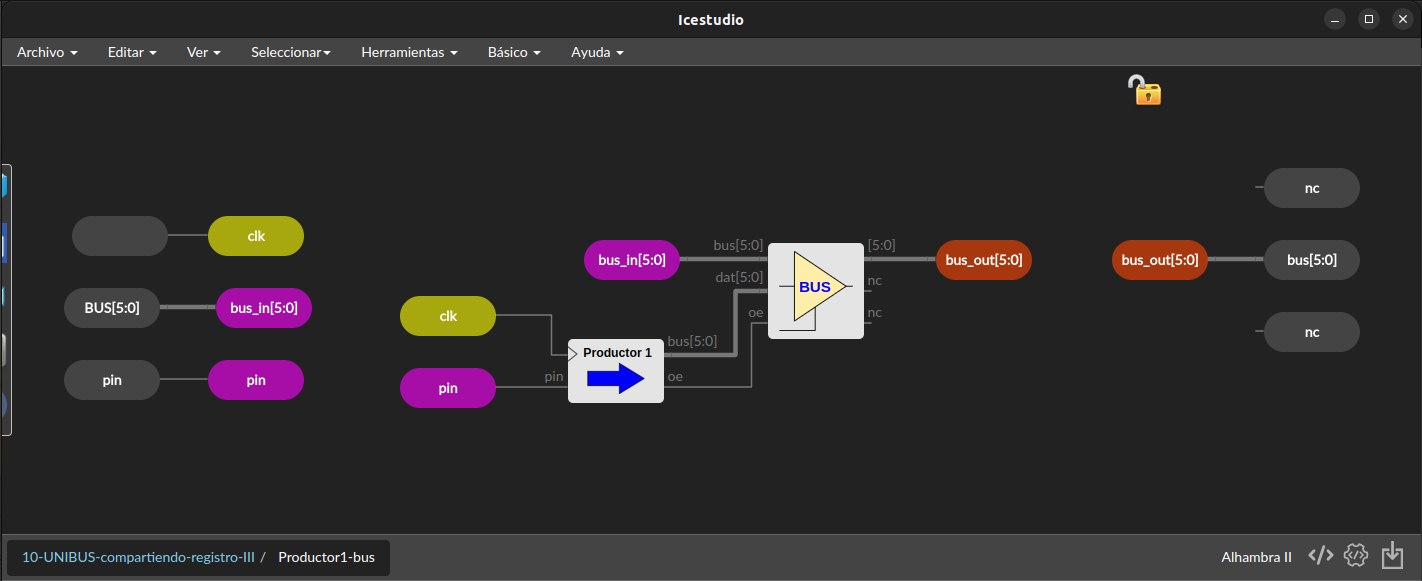 Icestudio
Archivo Editar Ver Seleccionar Herramientas Básico Ayuda
nc
clk
bus_in[5:0] bus[5:0] [5:0] bus_out[5:0] bus_out[5:0] bus[5:0]
dat[5:0] BUS nc
BUS[5:0] bus_in[5:0] clk oe nc
nc
Productor 1 bus[5:0]
pin pin pin pin oe
10-UNIBUS-compartiendo-registro-III / Productor1-bus Alhambra II </>